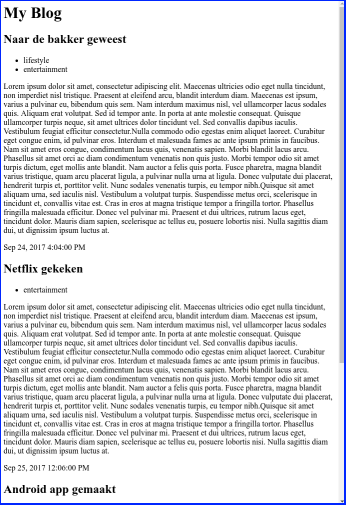 My Blog
Naar de bakker geweest
lifestyle
entertainment
Lorem ipsum dolor sit amet, consectetur adipiscing elit. Maecenas ultricies odio eget nulla tincidunt,
non imperdiet nisl tristique. Praesent at eleifend arcu, blandit interdum diam. Maecenas est ipsum,
varius a pulvinar eu, bibendum quis sem. Nam interdum maximus nisl, vel ullamcorper lacus sodales
quis. Aliquam erat volutpat. Sed id tempor ante. In porta at ante molestie consequat. Quisque
ullamcorper turpis neque, sit amet ultrices dolor tincidunt vel. Sed convallis dapibus iaculis.
Vestibulum feugiat efficitur consectetur.Nulla commodo odio egestas enim aliquet laoreet. Curabitur
eget congue enim, id pulvinar eros. Interdum et malesuada fames ac ante ipsum primis in faucibus.
Nam sit amet eros congue, condimentum lacus quis, venenatis sapien. Morbi blandit lacus arcu.
Phasellus sit amet orci ac diam condimentum venenatis non quis justo. Morbi tempor odio sit amet
turpis dictum, eget mollis ante blandit. Nam auctor a felis quis porta. Fusce pharetra, magna blandit
varius tristique, quam arcu placerat ligula, a pulvinar nulla urna at ligula. Donec vulputate dui placerat,
hendrerit turpis et, porttitor velit. Nunc sodales venenatis turpis, eu tempor nibh.Quisque sit amet
aliquam urna, sed iaculis nulla. Vestibulum a volutpat turpis. Suspendisse metus orci, scelerisque in
tincidunt et, convallis vitae est. Cras in eros at magna tristique tempor a fringilla tortor. Phasellus
fringilla malesuada efficitur. Donec vel pulvinar mi. Praesent et dui ultrices, rutrum lacus eget,
tincidunt dolor. Mauris diam sapien, scelerisque ac tellus eu, posuere lobortis nisi. Nulla sagittis diam
dui, ut dignissim ipsum luctus at.
Sep 24, 2017 4:04:00 PM
Netflix gekeken
entertainment
Lorem ipsum dolor sit amet, consectetur adipiscing elit. Maecenas ultricies odio eget nulla tincidunt,
non imperdiet nisl tristique. Praesent at eleifend arcu, blandit interdum diam. Maecenas est ipsum,
varius a pulvinar eu, bibendum quis sem. Nam interdum maximus nisl, vel ullamcorper lacus sodales
quis. Aliquam erat volutpat. Sed id tempor ante. In porta at ante molestie consequat. Quisque
ullamcorper turpis neque, sit amet ultrices dolor tincidunt vel. Sed convallis dapibus iaculis.
Vestibulum feugiat efficitur consectetur.Nulla commodo odio egestas enim aliquet laoreet. Curabitur
eget congue enim, id pulvinar eros. Interdum et malesuada fames ac ante ipsum primis in faucibus.
Nam sit amet eros congue, condimentum lacus quis, venenatis sapien. Morbi blandit lacus arcu.
Phasellus sit amet orci ac diam condimentum venenatis non quis justo. Morbi tempor odio sit amet
turpis dictum, eget mollis ante blandit. Nam auctor a felis quis porta. Fusce pharetra, magna blandit
varius tristique, quam arcu placerat ligula, a pulvinar nulla urna at ligula. Donec vulputate dui placerat,
hendrerit turpis et, porttitor velit. Nunc sodales venenatis turpis, eu tempor nibh.Quisque sit amet
aliquam urna, sed iaculis nulla. Vestibulum a volutpat turpis. Suspendisse metus orci, scelerisque in
tincidunt et, convallis vitae est. Cras in eros at magna tristique tempor a fringilla tortor. Phasellus
fringilla malesuada efficitur. Donec vel pulvinar mi. Praesent et dui ultrices, rutrum lacus eget,
tincidunt dolor. Mauris diam sapien, scelerisque ac tellus eu, posuere lobortis nisi. Nulla sagittis diam
dui, ut dignissim ipsum luctus at.
Sep 25, 2017 12:06:00 PM
Android app gemaakt